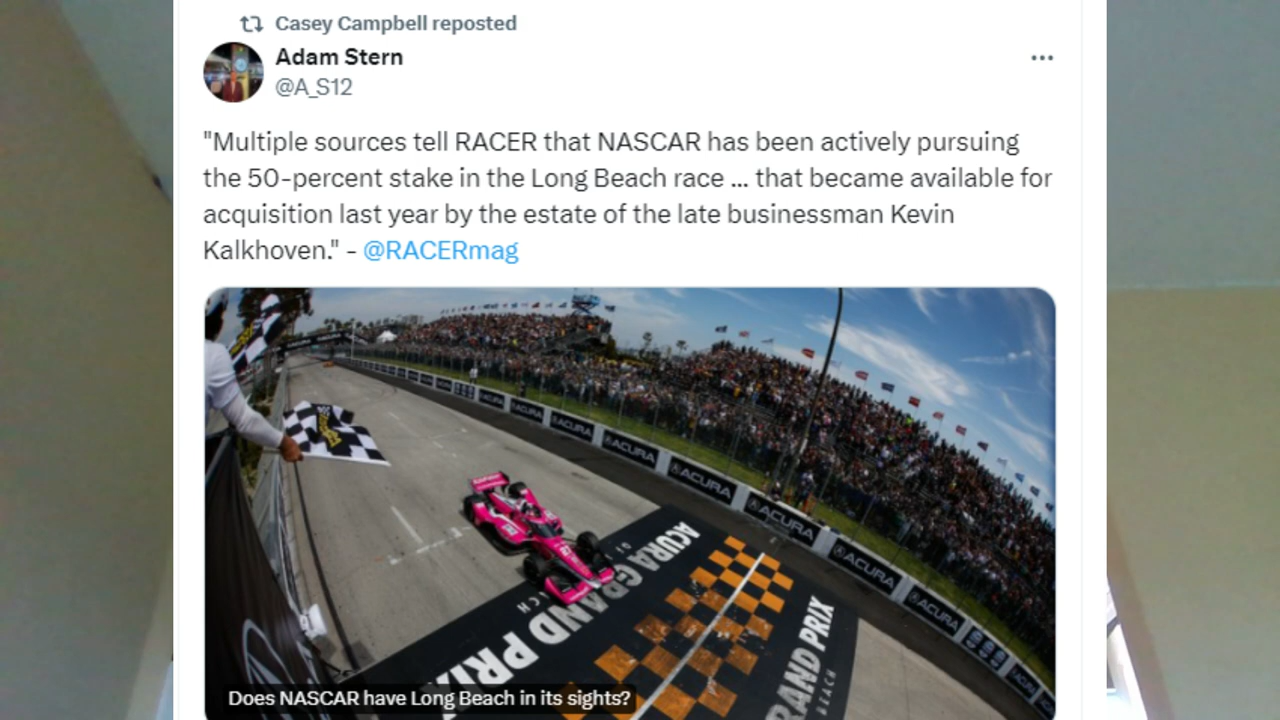 Casey Campbell reposted
Adam Stern
@A_S12
"Multiple sources tell RACER that NASCAR has been actively pursuing
the 50-percent stake in the Long Beach race ... that became available for
acquisition last year by the estate of the late businessman Kevin
Kalkhoven." - @RACERmag
ACURA
ACURA
ACURA
ACURA
ACURA
ACURA
ACURA
ACURA
ACURA GRAND PRIX
GRAND PRIX
BEACH
Does NASCAR have Long Beach in its sights?